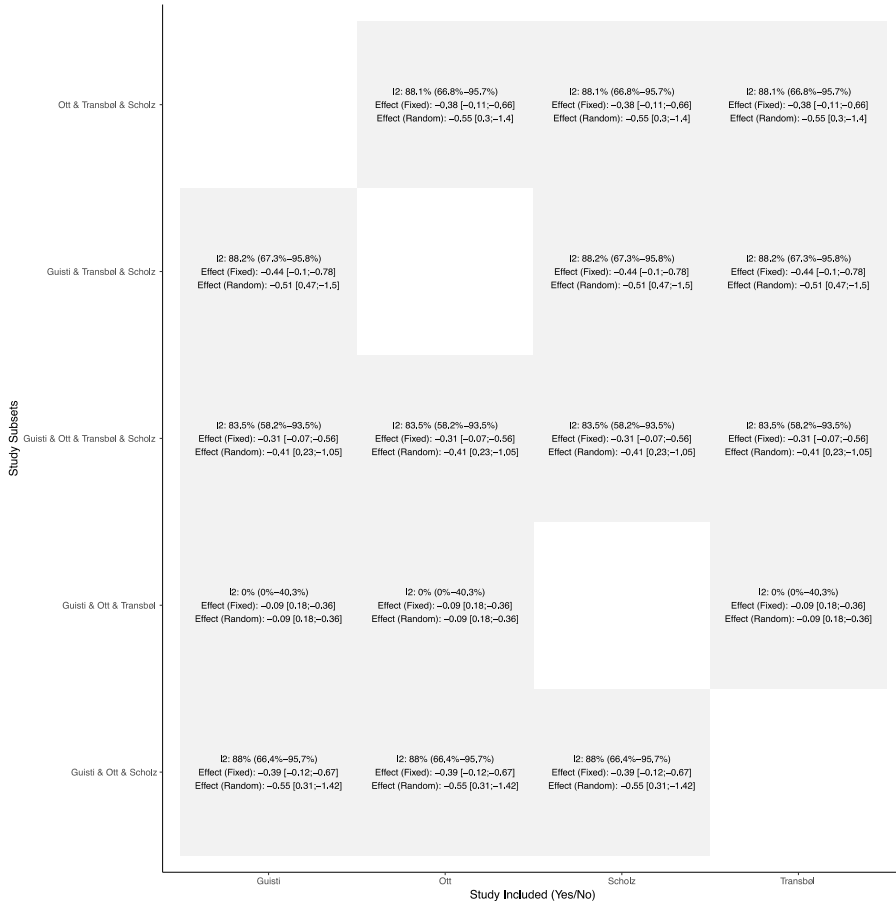 Study Subsets
Ott & Transbøl & Scholz
I2: 88.1% (66.8%−95.7%)
Effect (Fixed): −0.38 [−0.11;−0.66]
Effect (Random): −0.55 [0.3;−1.4]
I2: 88.1% (66.8%−95.7%)
Effect (Fixed): −0.38 [−0.11;−0.66]
Effect (Random): −0.55 [0.3;−1.4]
I2: 88.1% (66.8%−95.7%)
Effect (Fixed): −0.38 [−0.11;−0.66]
Effect (Random): −0.55 [0.3;−1.4]
Guisti & Transbøl & Scholz
I2: 88.2% (67.3%−95.8%)
Effect (Fixed): −0.44 [−0.1;−0.78]
Effect (Random): −0.51 [0.47;−1.5]
I2: 88.2% (67.3%−95.8%)
Effect (Fixed): −0.44 [−0.1;−0.78]
Effect (Random): −0.51 [0.47;−1.5]
I2: 88.2% (67.3%−95.8%)
Effect (Fixed): −0.44 [−0.1;−0.78]
Effect (Random): −0.51 [0.47;−1.5]
Guisti & Ott & Transbøl & Scholz
I2: 83.5% (58.2%−93.5%)
Effect (Fixed): −0.31 [−0.07;−0.56]
Effect (Random): −0.41 [0.23;−1.05]
I2: 83.5% (58.2%−93.5%)
Effect (Fixed): −0.31 [−0.07;−0.56]
Effect (Random): −0.41 [0.23;−1.05]
I2: 83.5% (58.2%−93.5%)
Effect (Fixed): −0.31 [−0.07;−0.56]
Effect (Random): −0.41 [0.23;−1.05]
I2: 83.5% (58.2%−93.5%)
Effect (Fixed): −0.31 [−0.07;−0.56]
Effect (Random): −0.41 [0.23;−1.05]
Guisti & Ott & Transbøl
I2: 0% (0%−40.3%)
Effect (Fixed): −0.09 [0.18;−0.36]
Effect (Random): −0.09 [0.18;−0.36]
I2: 0% (0%−40.3%)
Effect (Fixed): −0.09 [0.18;−0.36]
Effect (Random): −0.09 [0.18;−0.36]
I2: 0% (0%−40.3%)
Effect (Fixed): −0.09 [0.18;−0.36]
Effect (Random): −0.09 [0.18;−0.36]
Guisti & Ott & Scholz
I2: 88% (66.4%−95.7%)
Effect (Fixed): −0.39 [−0.12;−0.67]
Effect (Random): −0.55 [0.31;−1.42]
I2: 88% (66.4%−95.7%)
Effect (Fixed): −0.39 [−0.12;−0.67]
Effect (Random): −0.55 [0.31;−1.42]
I2: 88% (66.4%−95.7%)
Effect (Fixed): −0.39 [−0.12;−0.67]
Effect (Random): −0.55 [0.31;−1.42]
Guisti
Ott
Scholz
Transbøl
Study Included (Yes/No)